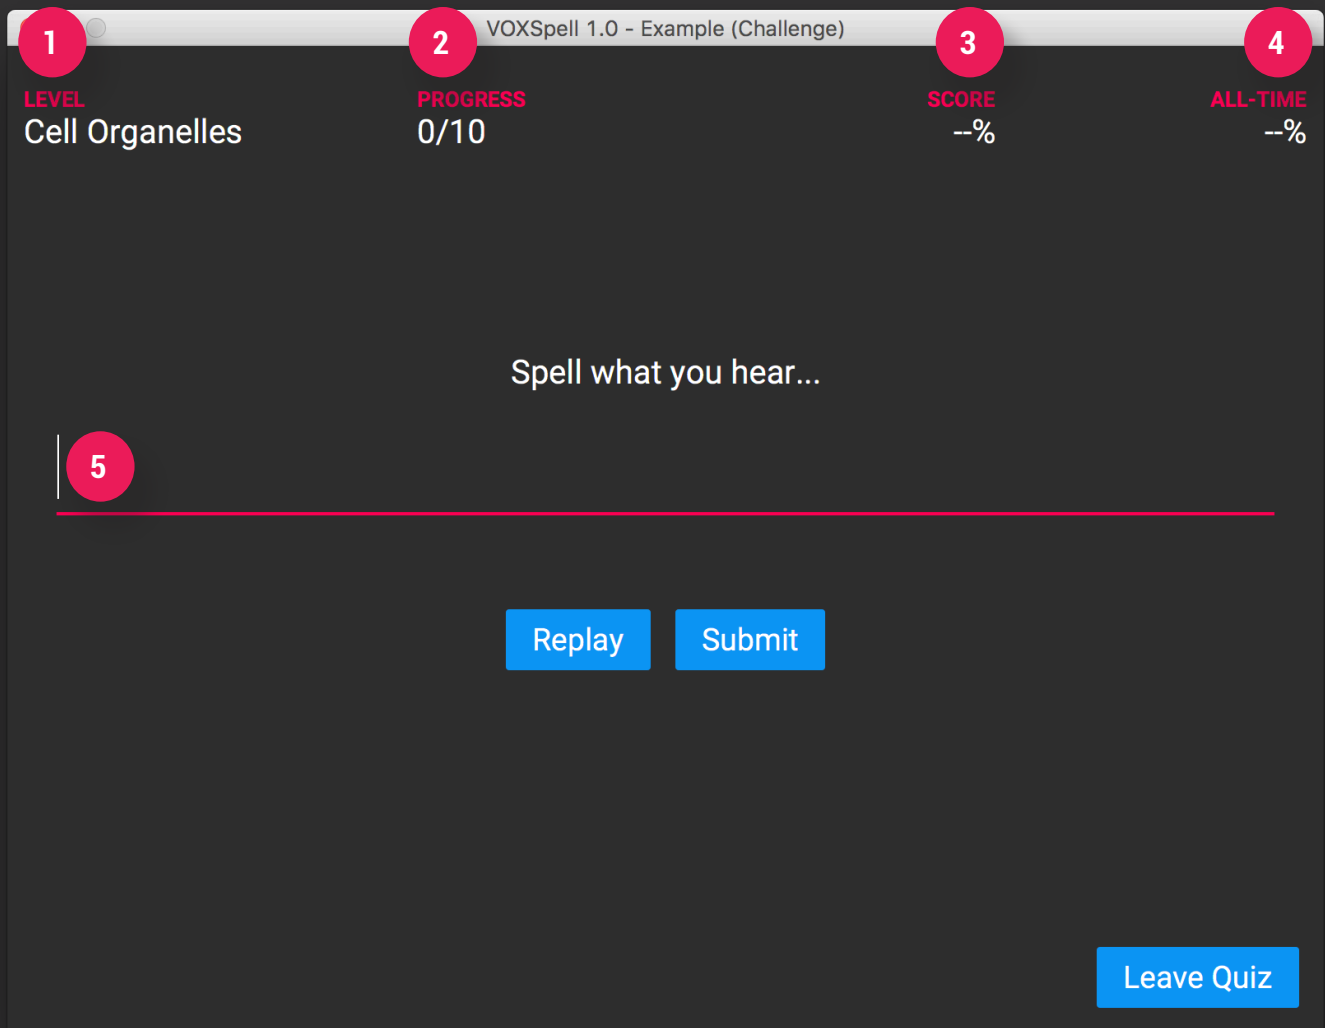 VOXSpell 1.0 - Example (Challenge)
1 2 3 4
LEVEL PROGRESS SCORE ALL-TIME
Cell Organelles 0/10 --% --%
Spell what you hear...
5
Replay Submit
Leave Quiz